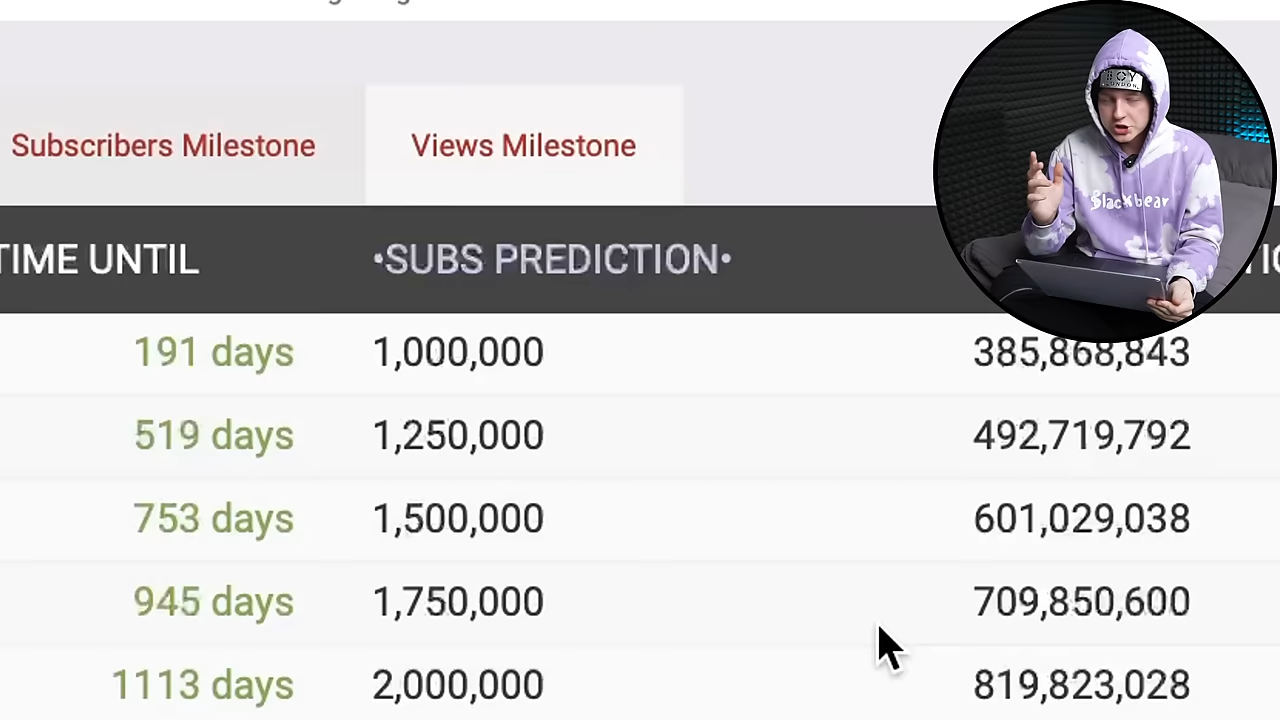 Subscribers Milestone Views Milestone
TIME UNTIL •SUBS PREDICTION•
191 days 1,000,000 385,868,843
519 days 1,250,000 492,719,792
753 days 1,500,000 601,029,038
945 days 1,750,000 709,850,600
1113 days 2,000,000 819,823,028
BOY
LONDON
Blackbear